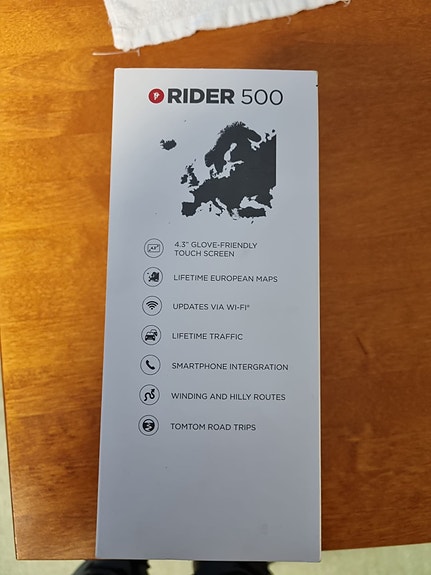 RIDER 500
4.3" GLOVE-FRIENDLY
TOUCH SCREEN
LIFETIME EUROPEAN MAPS
UPDATES VIA WI-FI®
LIFETIME TRAFFIC
SMARTPHONE INTERGRATION
WINDING AND HILLY ROUTES
TOMTOM ROAD TRIPS